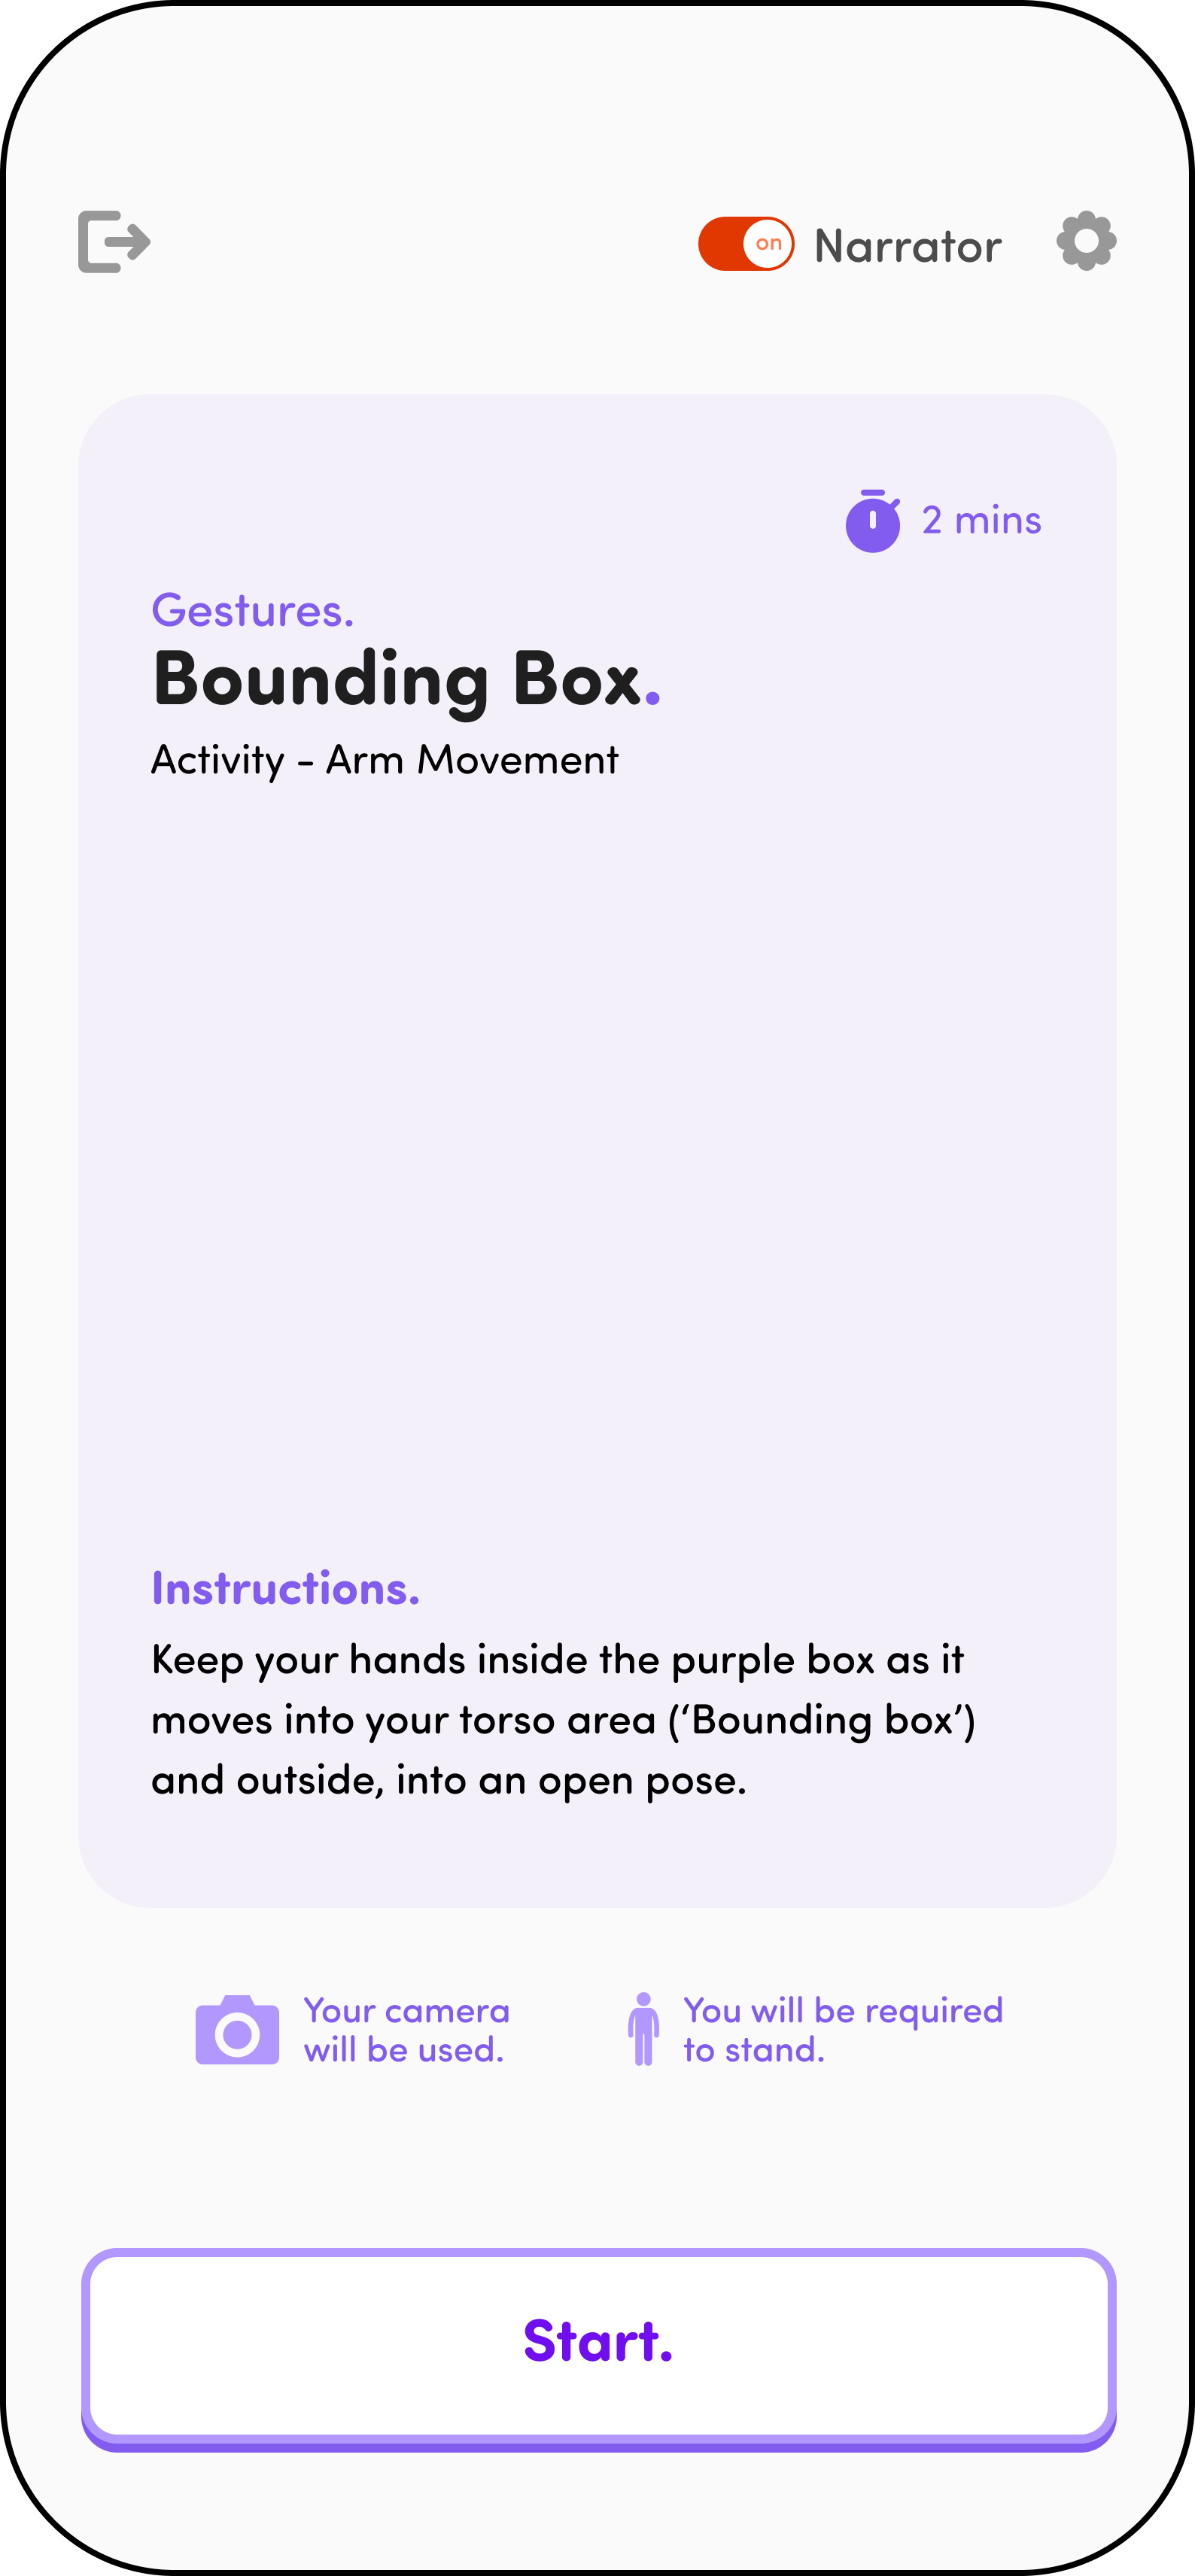 on Narrator
2 mins
Gestures.
Bounding Box.
Activity - Arm Movement
Instructions.
Keep your hands inside the purple box as it
moves into your torso area (‘Bounding box’)
and outside, into an open pose.
Your camera
will be used.
You will be required
to stand.
Start.